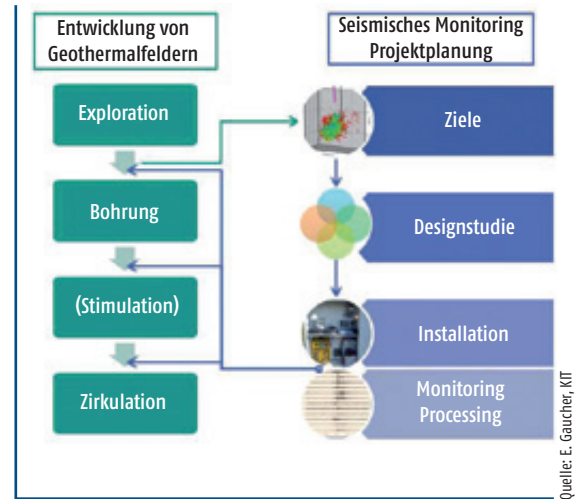 Entwicklung von
Geothermalfeldern
Exploration
Bohrung
(Stimulation)
Zirkulation
Seismisches Monitoring
Projektplanung
Ziele
Designstudie
Installation
Monitoring
Processing
Quelle: E. Gaucher, KIT